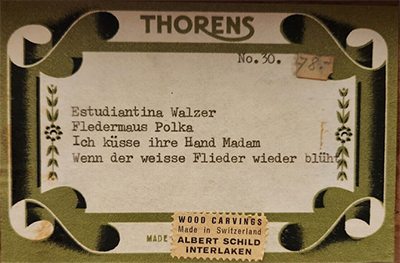 THORENS
No.30.
78.-
Estudiantina Walzer
Fledermaus Polka
Ich küsse ihre Hand Madam
Wenn der weisse Flieder wieder blüht
MADE
WOOD CARVINGS
Made in Switzerland
ALBERT SCHILD
INTERLAKEN